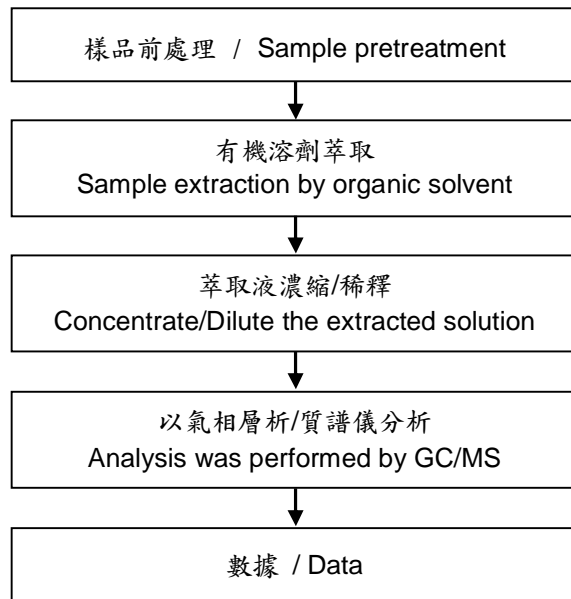 樣品前處理 / Sample pretreatment
有機溶劑萃取
Sample extraction by organic solvent
萃取液濃縮/稀釋
Concentrate/Dilute the extracted solution
以氣相層析/質譜儀分析
Analysis was performed by GC/MS
數據 / Data